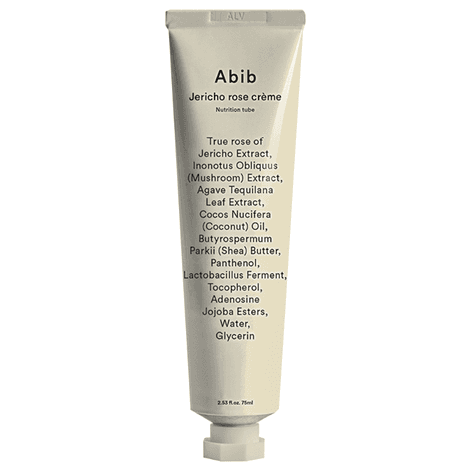 ALV
Abib
Jericho rose crème
Nutrition tube
True rose of
Jericho Extract,
Inonotus Obliquus
(Mushroom) Extract,
Agave Tequilana
Leaf Extract,
Cocos Nucifera
(Coconut) Oil,
Butyrospermum
Parkii (Shea) Butter,
Panthenol,
Lactobacillus Ferment,
Tocopherol,
Adenosine
Jojoba Esters,
Water,
Glycerin
2.53 fl.oz. 75ml